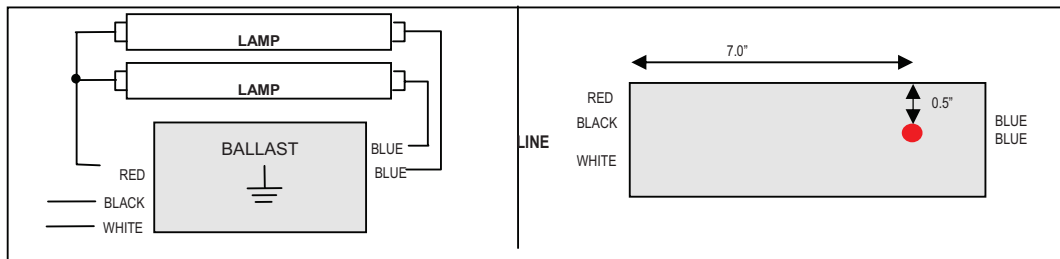 LAMP
LAMP
BALLAST
BLUE
BLUE
RED
BLACK
WHITE
LINE
7.0”
0.5”
RED
BLACK
WHITE
BLUE
BLUE